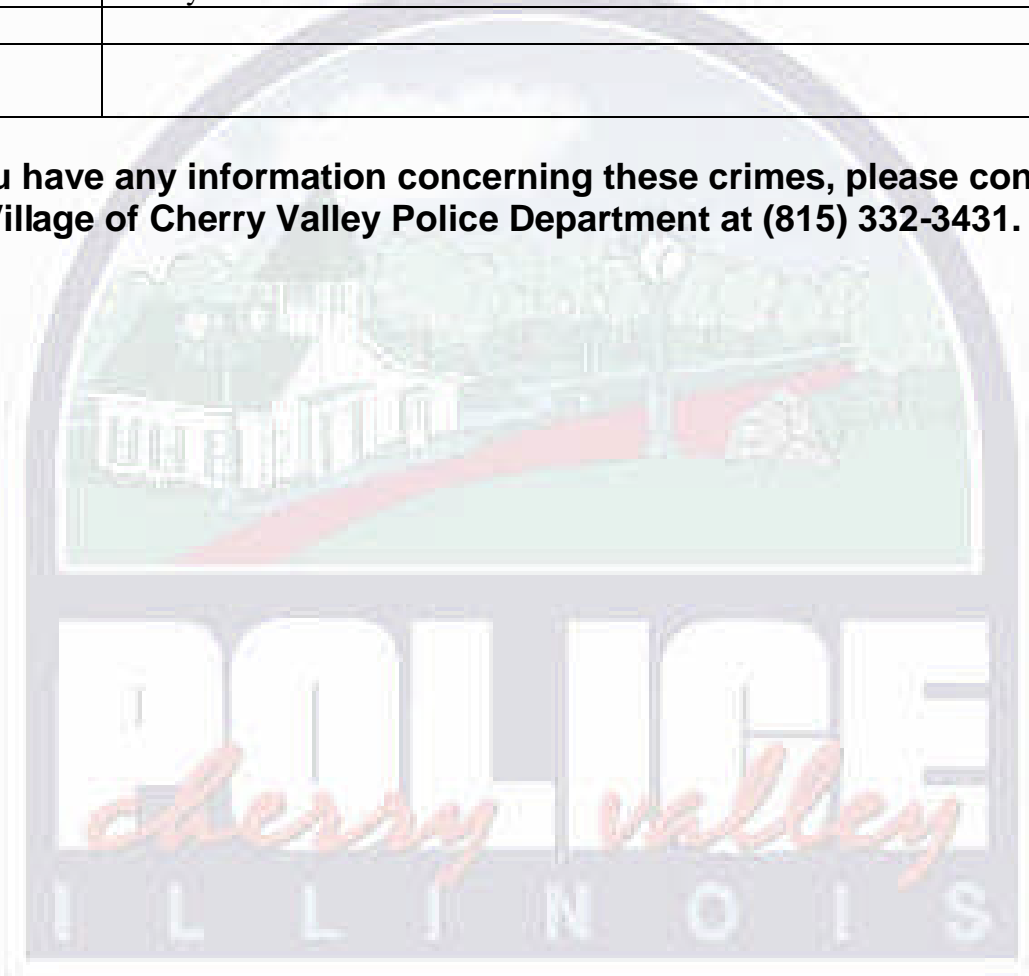 u have any information concerning these crimes, please con
Village of Cherry Valley Police Department at (815) 332-3431.
POLICE
cherry valley
ILLINOIS